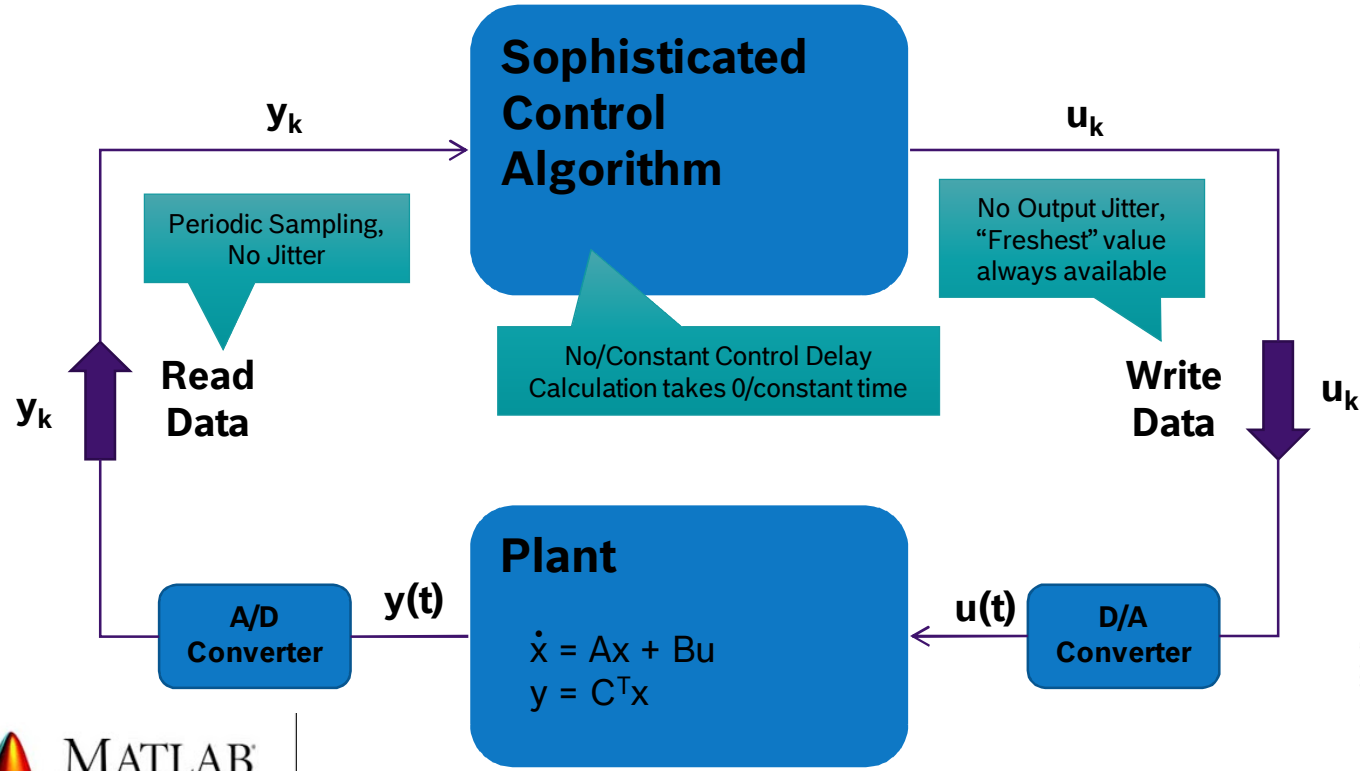 Sophisticated
Control
Algorithm
yₖ
uₖ
Periodic Sampling,
No Jitter
No Output Jitter,
“Freshest” value
always available
No/Constant Control Delay
Calculation takes 0/constant time
Read
Data
Write
Data
yₖ
uₖ
Plant
ẋ = Ax + Bu
y = Cᵀx
A/D
Converter
y(t)
u(t)
D/A
Converter
MATLAB®